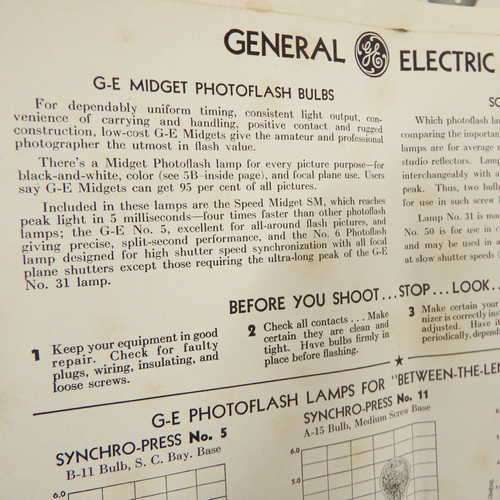 GENERAL GE ELECTRIC
G-E MIDGET PHOTOFLASH BULBS
For dependably uniform timing, consistent light output, con-
venience of carrying and handling, positive contact and rugged
construction, low-cost G-E Midgets give the amateur and professional
photographer the utmost in flash value.
There's a Midget Photoflash lamp for every picture purpose—for
black-and-white, color (see 5B inside page), and focal plane use. Users
say G-E Midgets can get 95 per cent of all pictures.
Included in these lamps are the Speed Midget SM, which reaches
peak light in 5 milliseconds—four times faster than other photoflash
lamps; the G-E No. 5, excellent for all-around flash pictures, and
giving precise, split-second performance, and the No. 6 Photoflash
lamp designed for high shutter speed synchronization with all focal
plane shutters except those requiring the ultra-long peak of the G-E
No. 31 lamp.
Which photoflash
comparing the important
lamps are for average
studio reflectors.
interchangeably with
peak. Thus, two
for use in such screw
Lamp No. 31 is
No. 50 is for use in
and may be used in
at slow shutter speeds
BEFORE YOU SHOOT...STOP...LOOK...
1 Keep your equipment in good
repair. Check for faulty
plugs, wiring, insulating, and
loose screws.
2 Check all contacts . . . Make
certain they are clean and
tight. Have bulbs firmly in
place before flashing.
3 Make certain your
nizer is correctly
adjusted. Have
periodically,
G-E PHOTOFLASH LAMPS FOR "BETWEEN-THE-
SYNCHRO-PRESS No. 5
B-11 Bulb, S. C. Bay. Base
6.0
SYNCHRO-PRESS No. 11
A-15 Bulb, Medium Screw Base
6.0
5.0